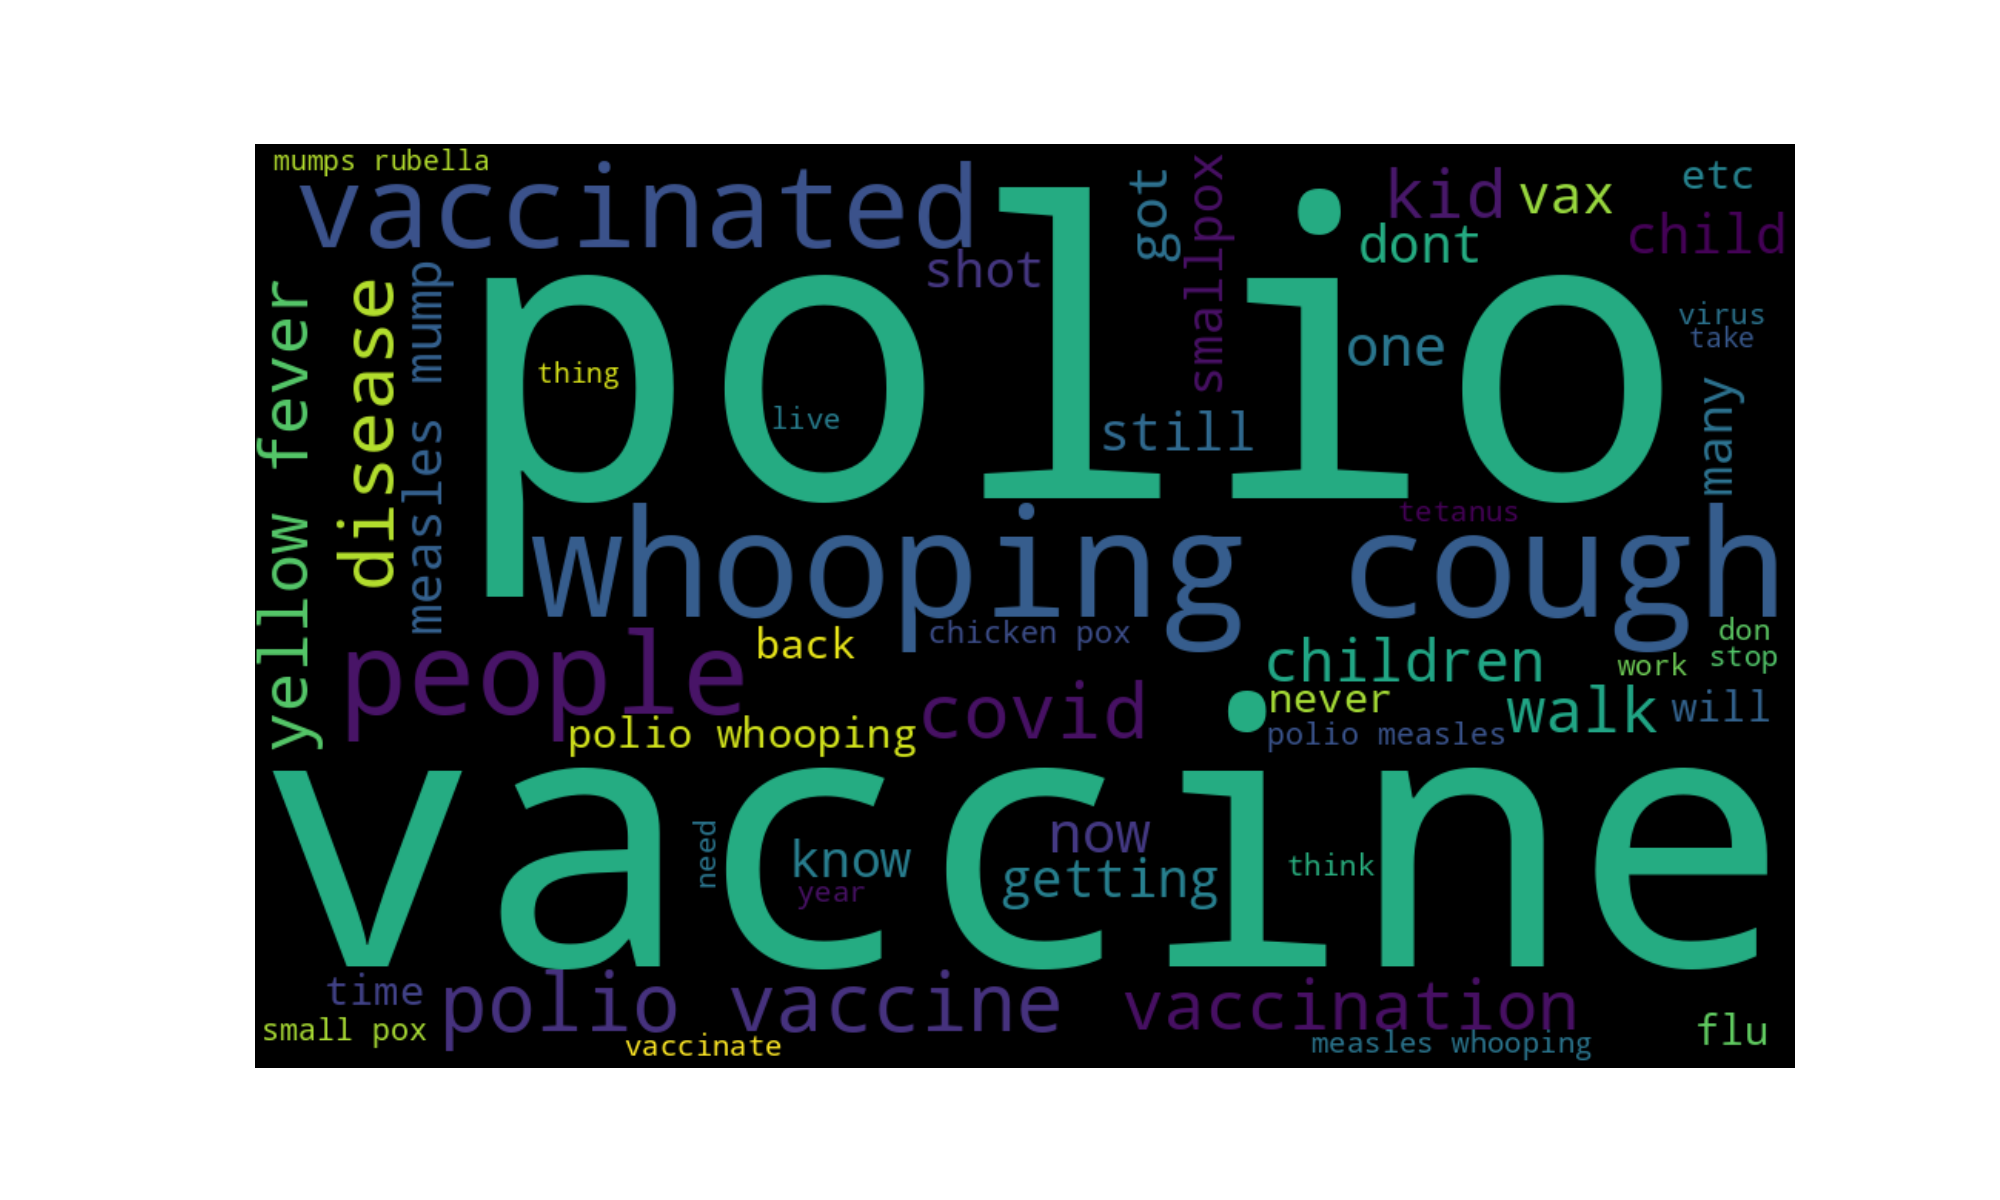 mumps rubella
vaccinated
got
smallpox
kid
vax
etc
dont
child
shot
yellow fever
disease
measles mump
polio
virus
take
one
thing
live
still
many
whooping cough
tetanus
people
back
chicken pox
children
don
stop
work
never
walk
will
covid
polio whooping
polio measles
vaccine
need
know
year
now
getting
think
time
polio vaccine
vaccination
small pox
vaccinate
measles whooping
flu